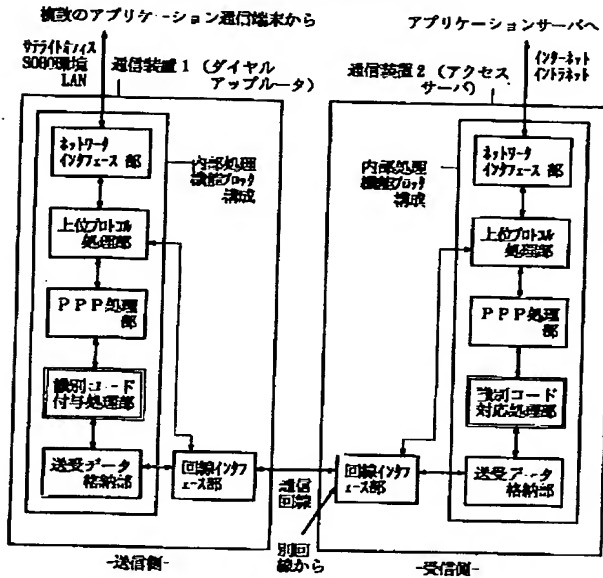 複数のアプリケーション通信端末から
サテライトオフィス
SOHO環境
LAN
通信装置1(ダイヤル
アップルータ)
ネットワーク
インタフェース部
内部処理
機能ブロック
構成
上位プロトコル
処理部
PPP処理
部
識別コード
付与処理部
送受データ
格納部
回線インタフ
ェース部
-送信側-
通信
回線
別回
線から
アプリケーションサーバへ
インターネット
イントラネット
通信装置2(アクセス
サーバ)
ネットワーク
インタフェース部
内部処理
機能ブロック
構成
上位プロトコル
処理部
PPP処理
部
識別コード
対応処理部
送受データ
格納部
回線インタフ
ェース部
-受信側-